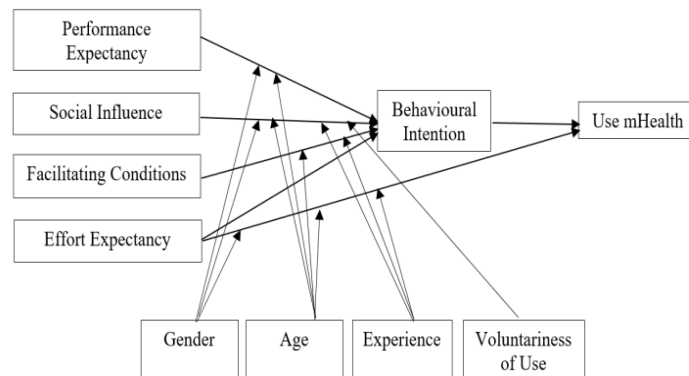 Performance
Expectancy
Social Influence
Behavioural
Intention
Use mHealth
Facilitating Conditions
Effort Expectancy
Gender
Age
Experience
Voluntariness
of Use